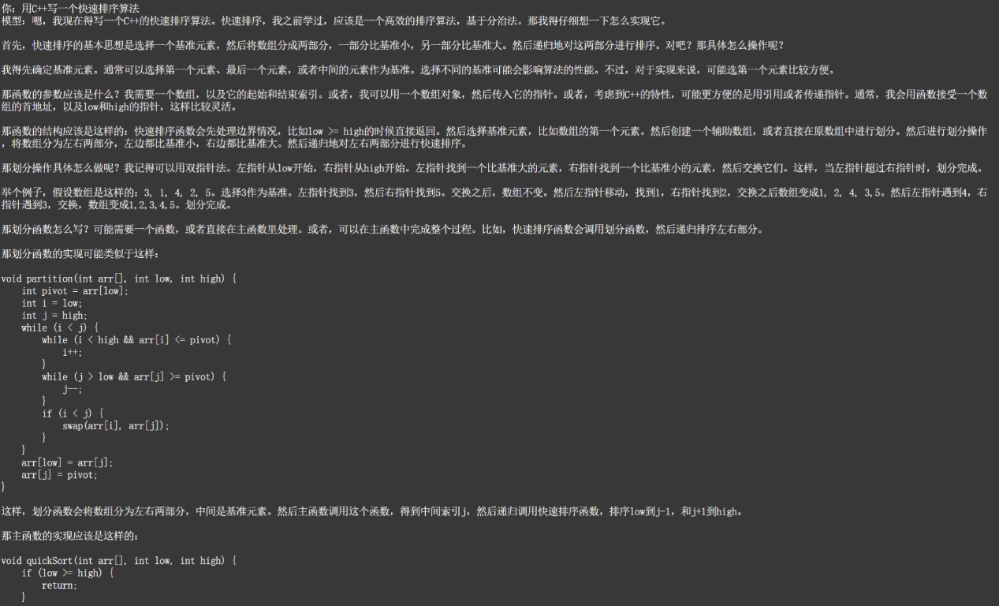 你: 用C++写一个快速排序算法
模型: 嗯，我现在得写一个C++的快速排序算法。快速排序，我之前学过，应该是一个高效的排序算法，基于分治法。那我得仔细想一下怎么实现它。
首先，快速排序的基本思想是选择一个基准元素，然后将数组分成两部分，一部分比基准小，另一部分比基准大。然后递归地对这两部分进行排序。对吧？那具体怎么操作呢？
我得先确定基准元素。通常可以选择第一个元素、最后一个元素，或者中间的元素作为基准。选择不同的基准可能会影响算法的性能。不过，对于实现来说，可能选第一个元素比较方便。
那函数的参数应该是什么？我需要一个数组，以及它的起始和结束索引。或者，我可以用一个数组对象，然后传入它的指针。或者，考虑到C++的特性，可能更方便的是用引用或者传递指针。通常，我会用函数接受一个数
组的首地址，以及low和high的指针，这样比较灵活。
那函数的结构应该是这样的：快速排序函数会先处理边界情况，比如low >= high的时候直接返回。然后选择基准元素，比如数组的第一个元素。然后创建一个辅助数组，或者直接在原数组中进行划分。然后进行划分操作
，将数组分为左右两部分，左边都比基准小，右边都比基准大。然后递归地对左右两部分进行快速排序。
那划分操作具体怎么做呢？我记得可以用双指针法。左指针从low开始，右指针从high开始。左指针找到一个比基准大的元素，右指针找到一个比基准小的元素，然后交换它们。这样，当左指针超过右指针时，划分完成。
举个例子，假设数组是这样的：3, 1, 4, 2, 5。选择3作为基准。左指针找到3，然后右指针找到5。交换之后，数组不变。然后左指针移动，找到1，右指针找到2，交换之后数组变成1, 2, 4, 3,5。然后左指针遇到4，右
指针遇到3，交换，数组变成1,2,3,4,5。划分完成。
那划分函数怎么写？可能需要一个函数，或者直接在主函数里处理。或者，可以在主函数中完成整个过程。比如，快速排序函数会调用划分函数，然后递归排序左右部分。
那划分函数的实现可能类似于这样：
void partition(int arr[], int low, int high) {
int pivot = arr[low];
int i = low;
int j = high;
while (i < j) {
while (i < high && arr[i] <= pivot) {
i++;
}
while (j > low && arr[j] >= pivot) {
j--;
}
if (i < j) {
swap(arr[i], arr[j]);
}
}
arr[low] = arr[j];
arr[j] = pivot;
}
这样，划分函数会将数组分为左右两部分，中间是基准元素。然后主函数调用这个函数，得到中间索引j，然后递归调用快速排序函数，排序low到j-1，和j+1到high。
那主函数的实现应该是这样的：
void quickSort(int arr[], int low, int high) {
if (low >= high) {
return;
}